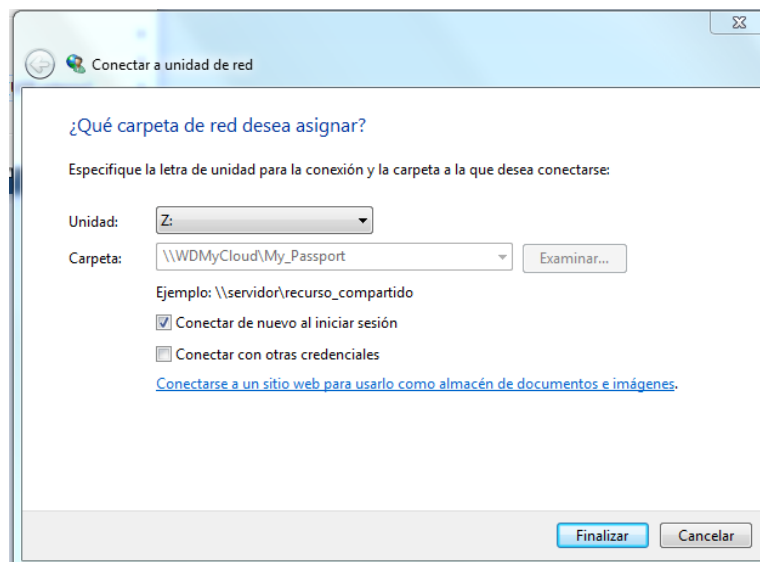 Conectar a unidad de red
¿Qué carpeta de red desea asignar?
Especifique la letra de unidad para la conexión y la carpeta a la que desea conectarse:
Unidad: Z:
Carpeta: \\WDMyCloud\My_Passport Examinar...
Ejemplo: \\servidor\recurso_compartido
Conectar de nuevo al iniciar sesión
Conectar con otras credenciales
Conectarse a un sitio web para usarlo como almacén de documentos e imágenes.
Finalizar Cancelar